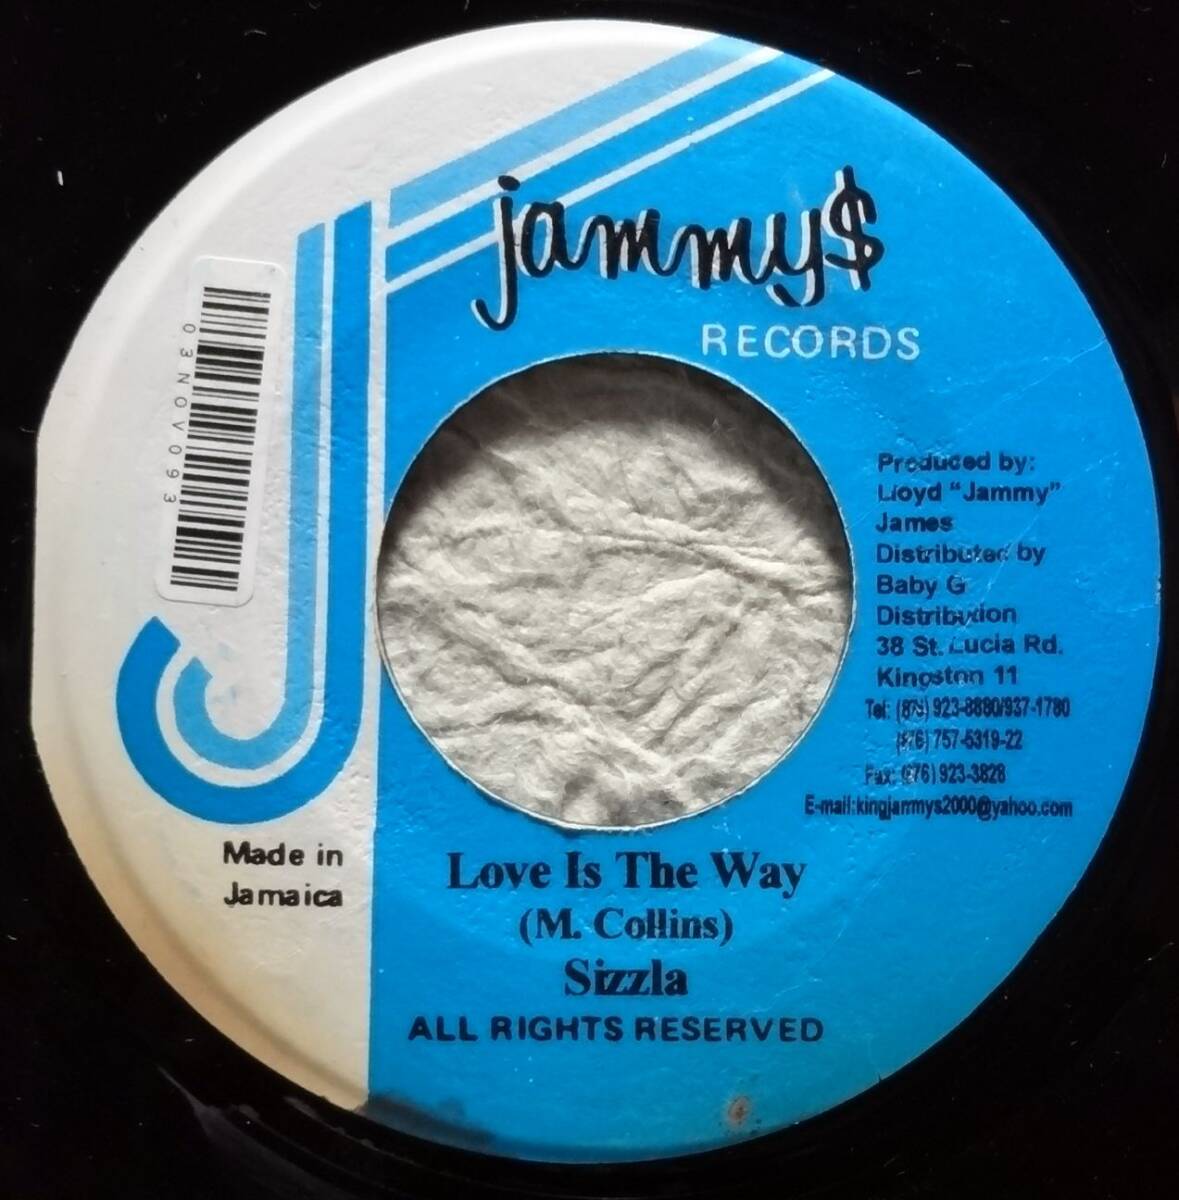 jammy$
RECORDS
03NOV093
Produced by:
Lloyd "Jammy"
James
Distributed by
Baby G
Distribution
38 St. Lucia Rd.
Kingston 11
Tel: (876) 923-8880/937-1780
(876) 757-5319-22
Fax: (876) 923-3828
E-mail:kingjammys2000@yahoo.com
Made in
Jamaica
Love Is The Way
(M. Collins)
Sizzla
ALL RIGHTS RESERVED